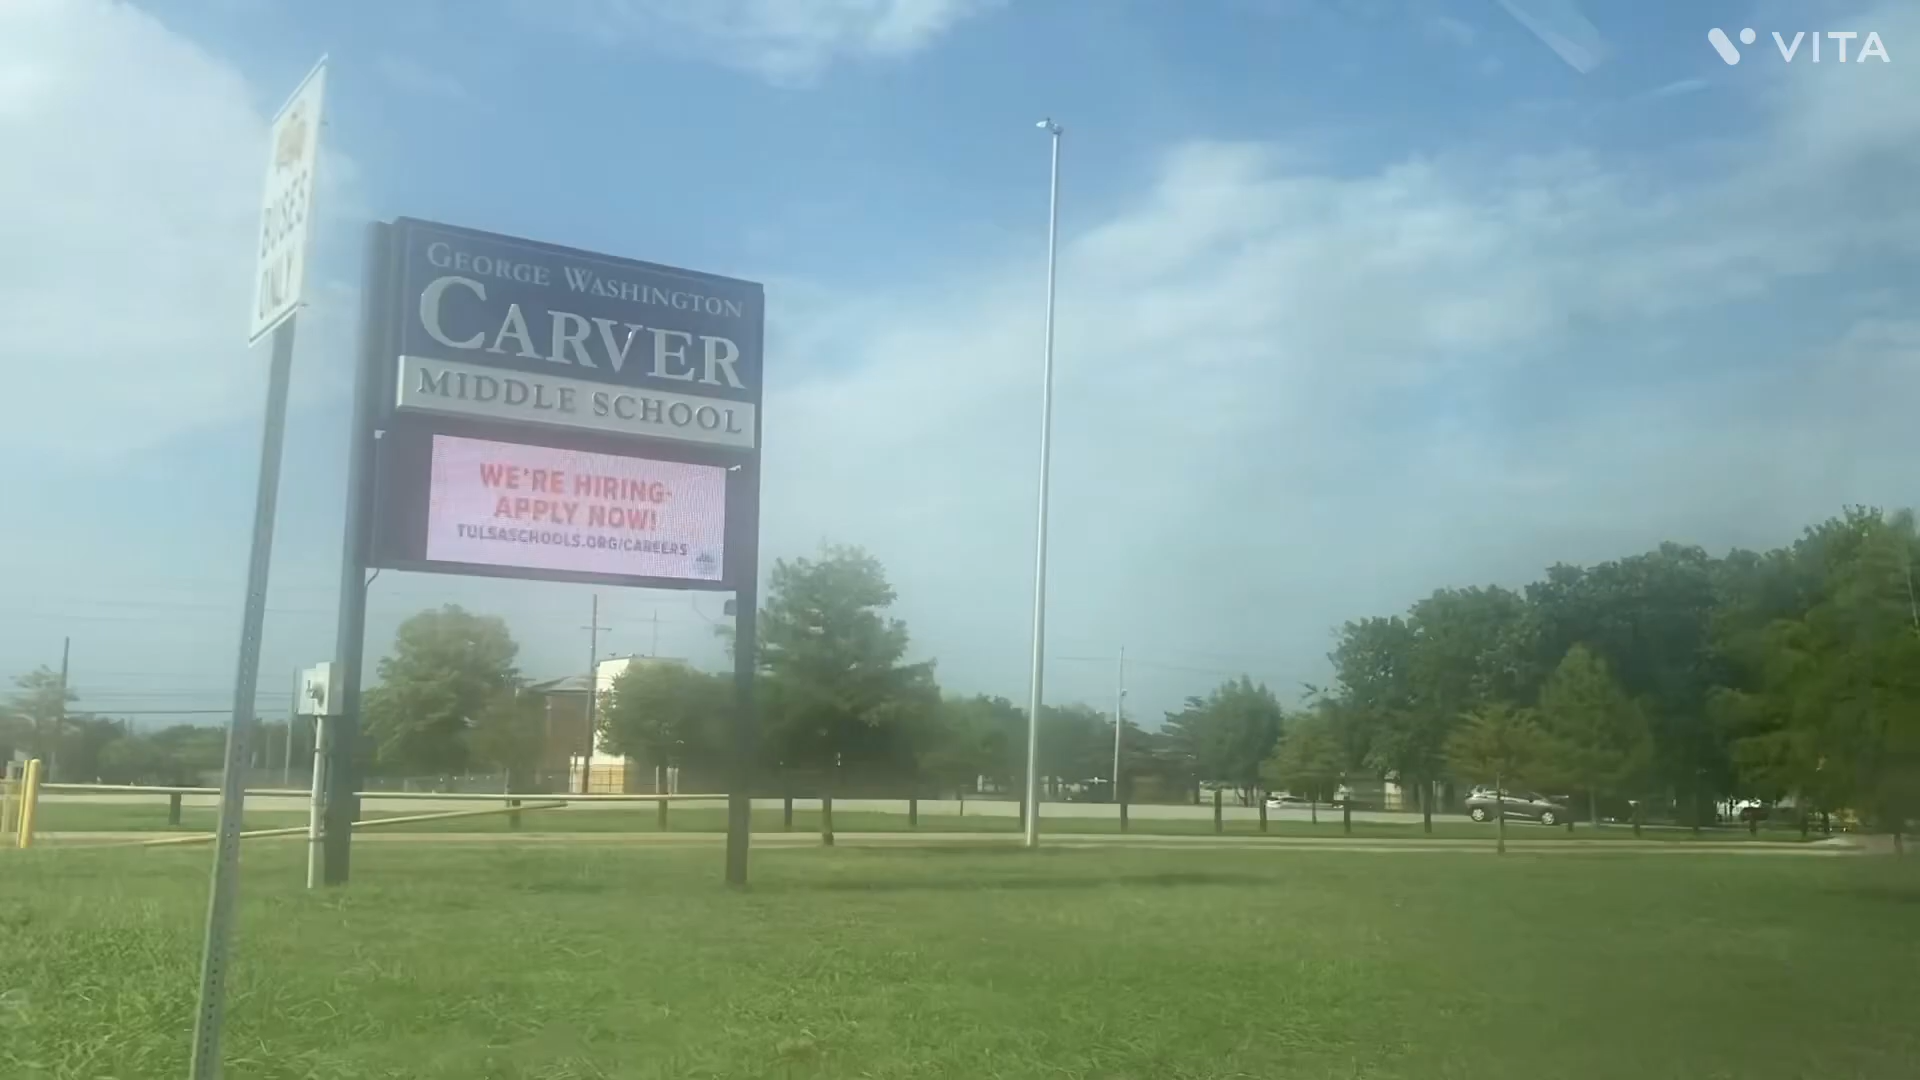 BUSES
ONLY
GEORGE WASHINGTON
CARVER
MIDDLE SCHOOL
WE'RE HIRING-
APPLY NOW!
TULSASCHOOLS.ORG/CAREERS
VITA